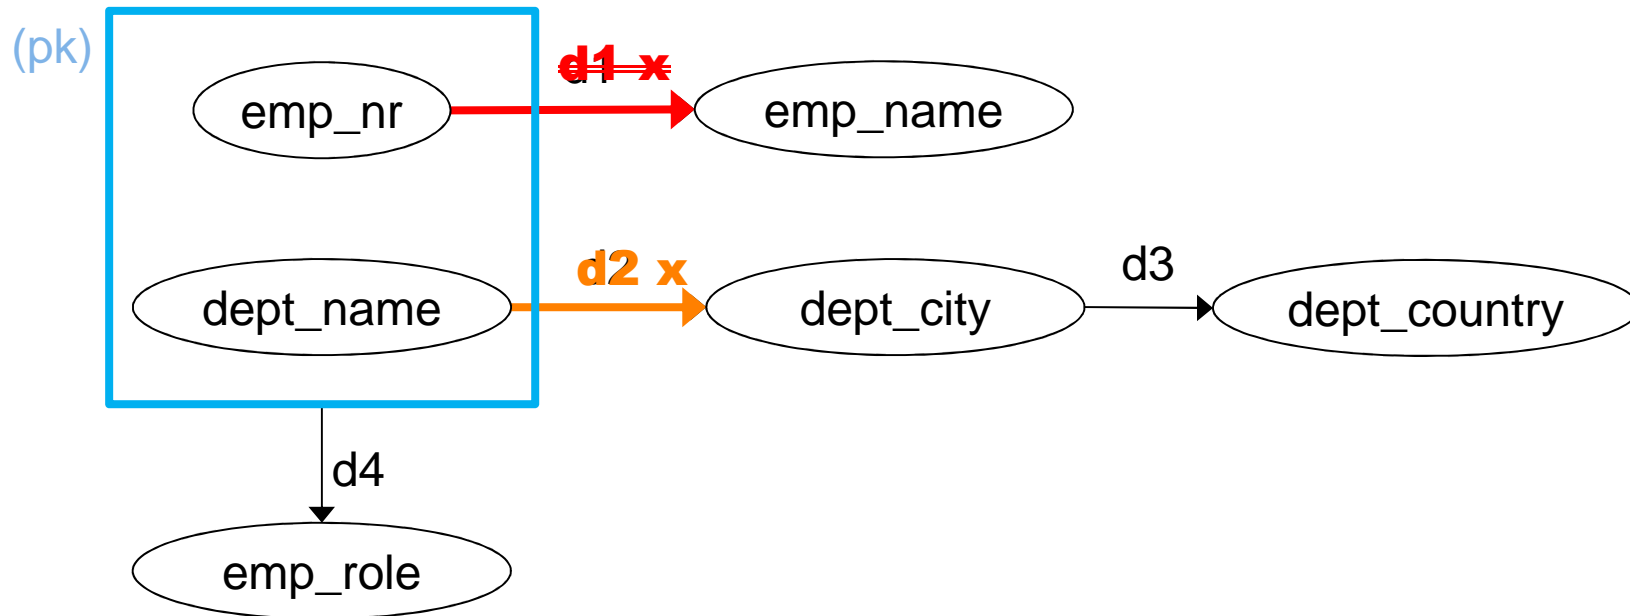 (pk)
d1 x
emp_nr
emp_name
d2 x
d3
dept_name
dept_city
dept_country
d4
emp_role